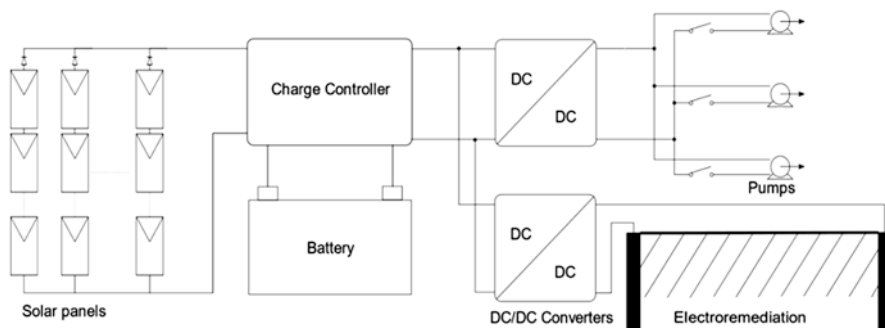 Charge Controller
DC
DC
Pumps
Battery
DC
DC
Solar panels
DC/DC Converters
Electroremediation